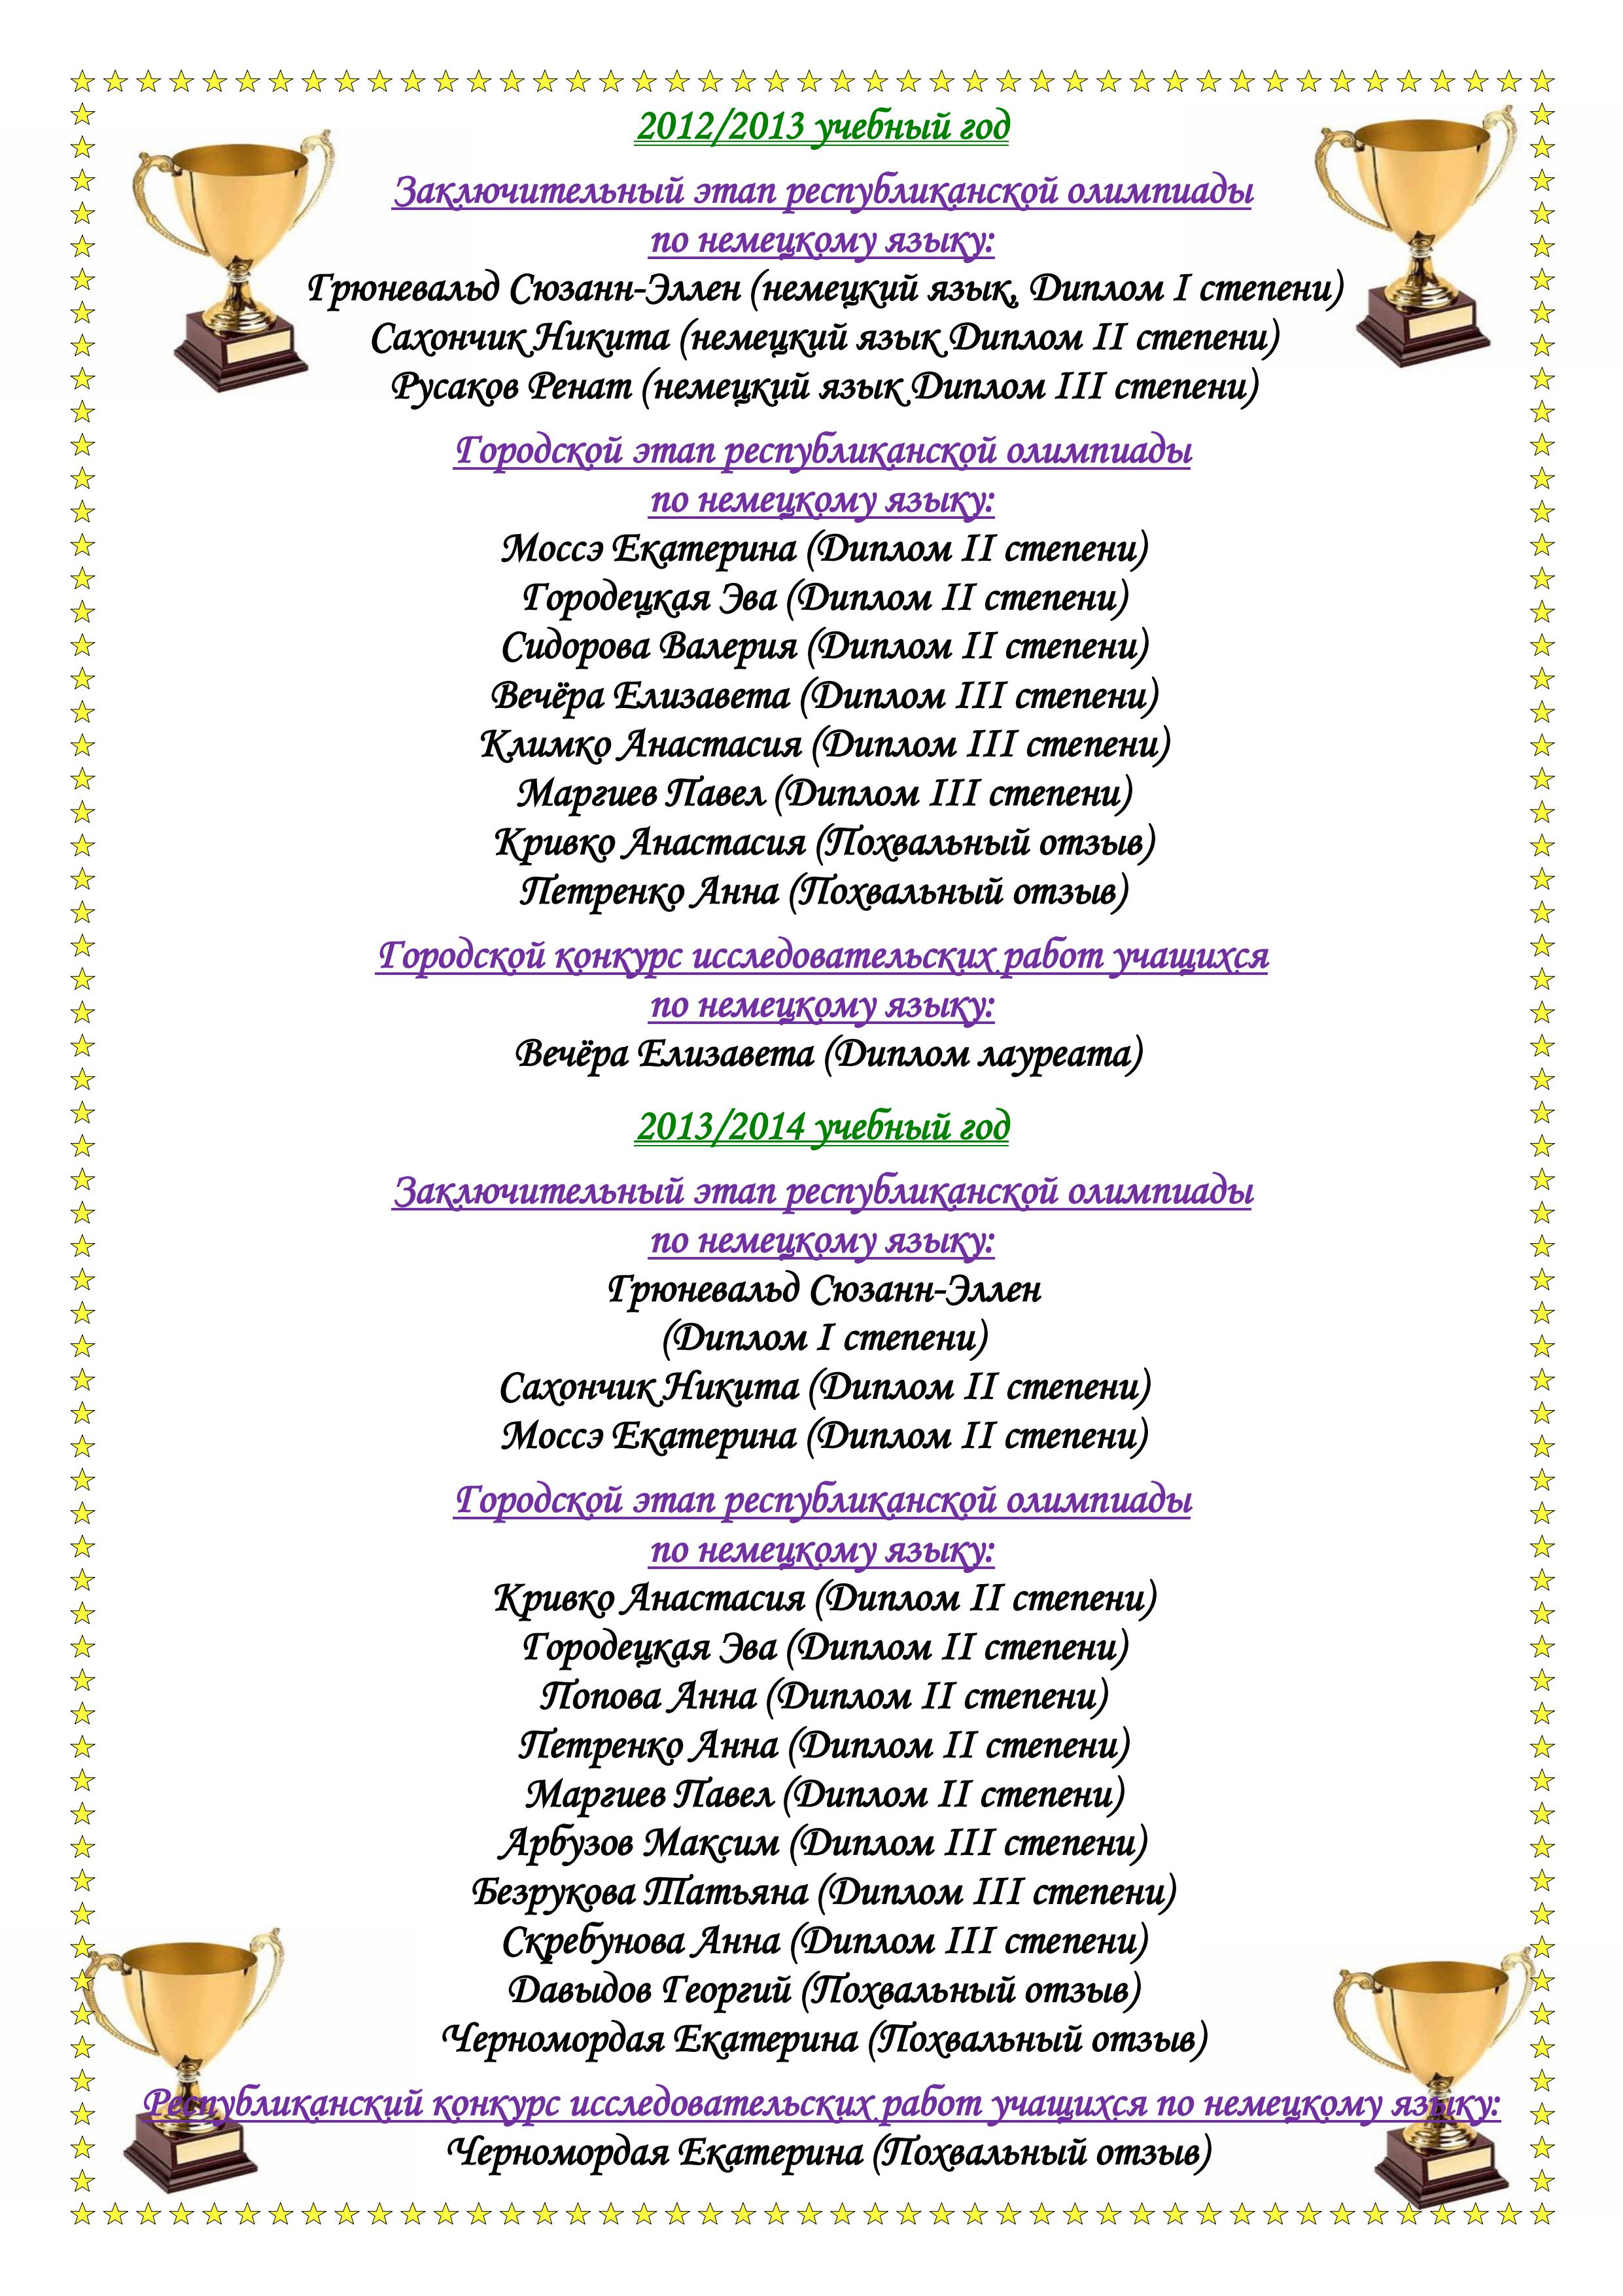 2012/2013 учебный год
Заключительный этап республиканской олимпиады
по немецкому языку:
Грюневальд Сюзанн-Эллен (немецкий язык, Диплом I степени)
Сахончик Никита (немецкий язык Диплом II степени)
Русаков Ренат (немецкий язык Диплом III степени)
Городской этап республиканской олимпиады
по немецкому языку:
Моссэ Екатерина (Диплом II степени)
Городецкая Эва (Диплом II степени)
Сидорова Валерия (Диплом II степени)
Вечёра Елизавета (Диплом III степени)
Климко Анастасия (Диплом III степени)
Маргиев Павел (Диплом III степени)
Кривко Анастасия (Похвальный отзыв)
Петренко Анна (Похвальный отзыв)
Городской конкурс исследовательских работ учащихся
по немецкому языку:
Вечёра Елизавета (Диплом лауреата)
2013/2014 учебный год
Заключительный этап республиканской олимпиады
по немецкому языку:
Грюневальд Сюзанн-Эллен
(Диплом I степени)
Сахончик Никита (Диплом II степени)
Моссэ Екатерина (Диплом II степени)
Городской этап республиканской олимпиады
по немецкому языку:
Кривко Анастасия (Диплом II степени)
Городецкая Эва (Диплом II степени)
Попова Анна (Диплом II степени)
Петренко Анна (Диплом II степени)
Маргиев Павел (Диплом II степени)
Арбузов Максим (Диплом III степени)
Безрукова Татьяна (Диплом III степени)
Скребунова Анна (Диплом III степени)
Давыдов Георгий (Похвальный отзыв)
Черномордая Екатерина (Похвальный отзыв)
Республиканский конкурс исследовательских работ учащихся по немецкому языку:
Черномордая Екатерина (Похвальный отзыв)